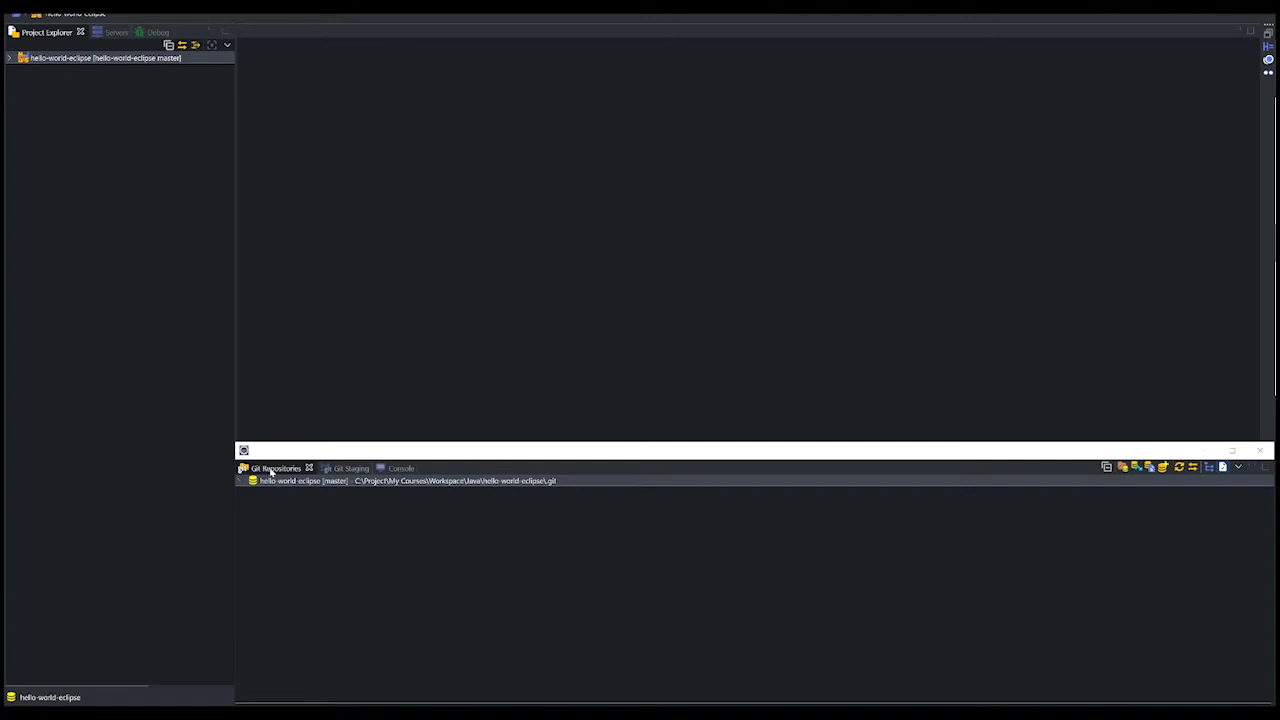 hello-world-eclipse
Project Explorer Servers Debug
hello-world-eclipse [hello-world-eclipse master]
Git Repositories Git Staging Console
hello-world-eclipse [master] - C:\Project\My Courses\Workspace\Java\hello-world-eclipse\.git
hello-world-eclipse